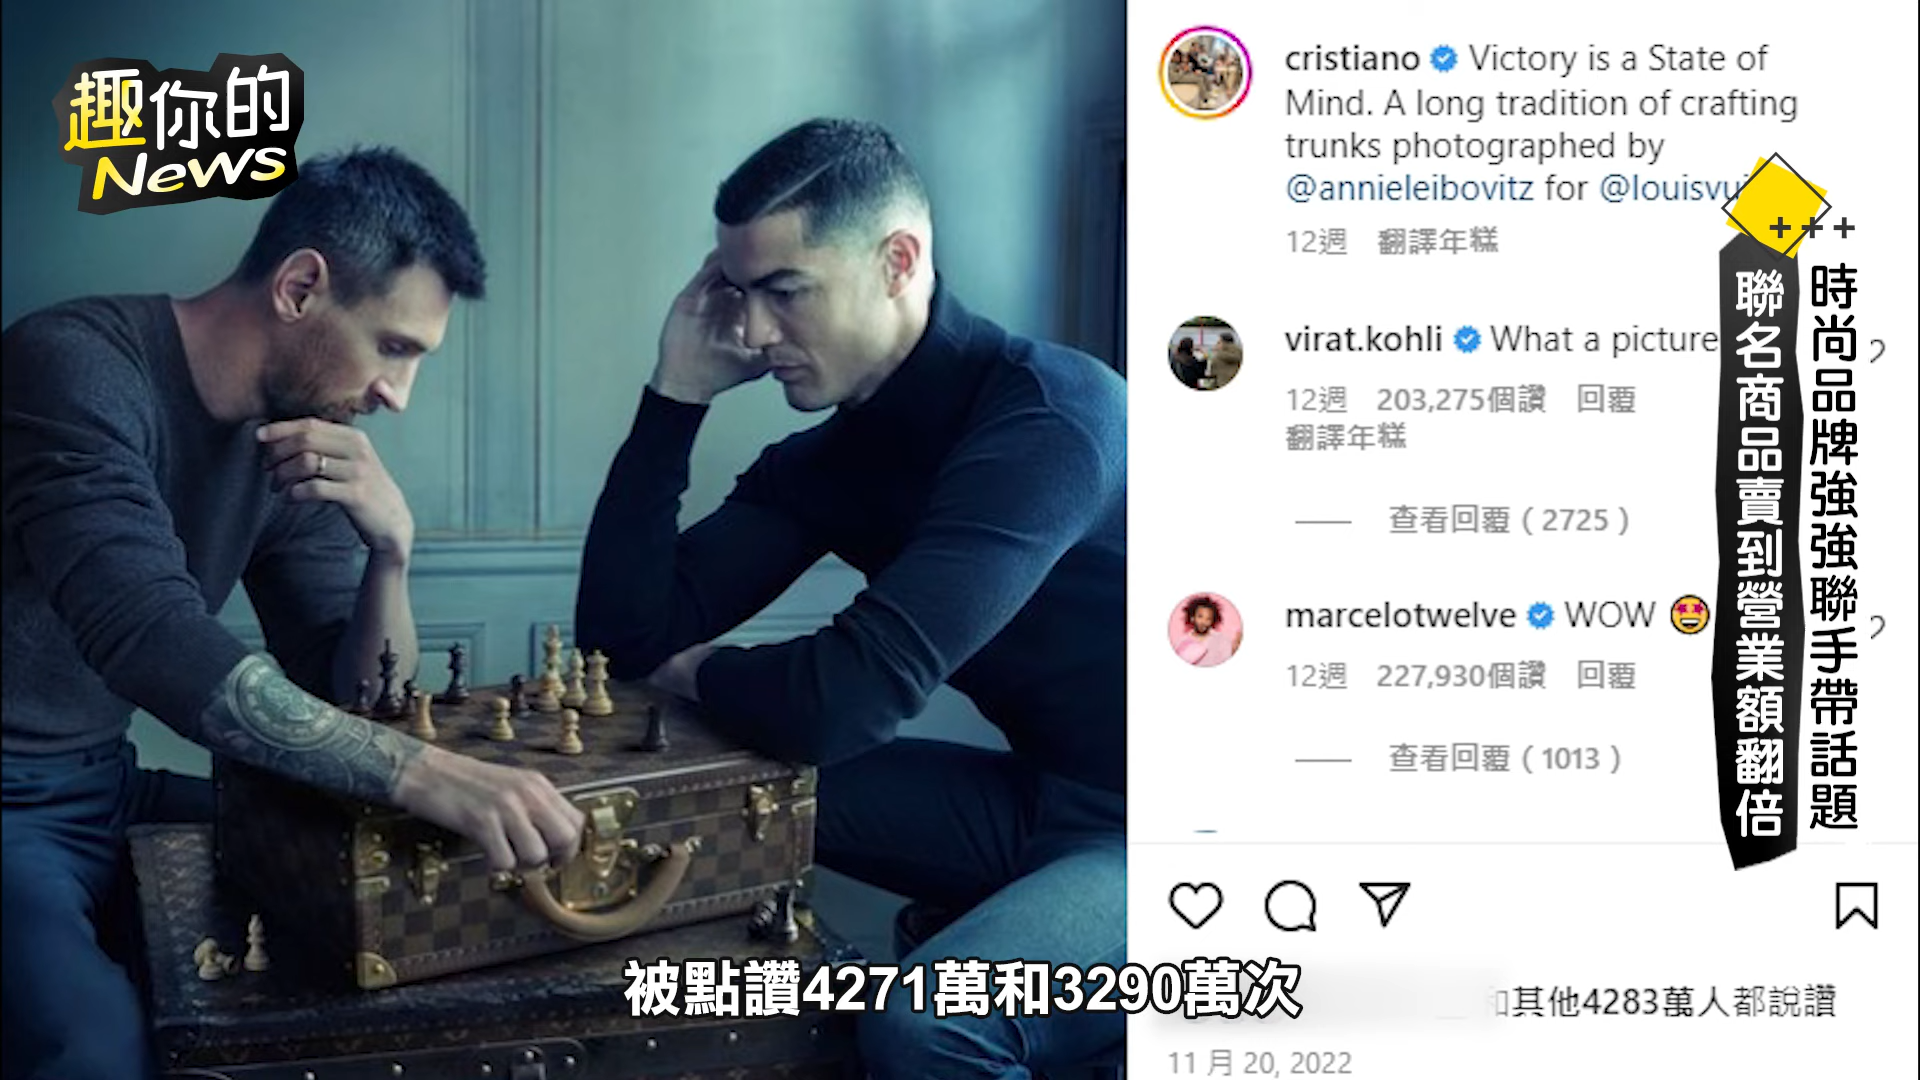 趣你的
News
cristiano Victory is a State of
Mind. A long tradition of crafting
trunks photographed by
@annieleibovitz for
12週 翻譯年糕
virat.kohli What a picture
12週 203,275個讚 回覆
翻譯年糕
查看回覆(2725)
marcelotwelve WOW
12週 227,930個讚 回覆
查看回覆(1013)
時尚品牌強強聯手帶話題
聯名商品賣到營業額翻倍
被點讚4271萬和3290萬次
和其他4283萬人都說讚
11 月 20, 2022